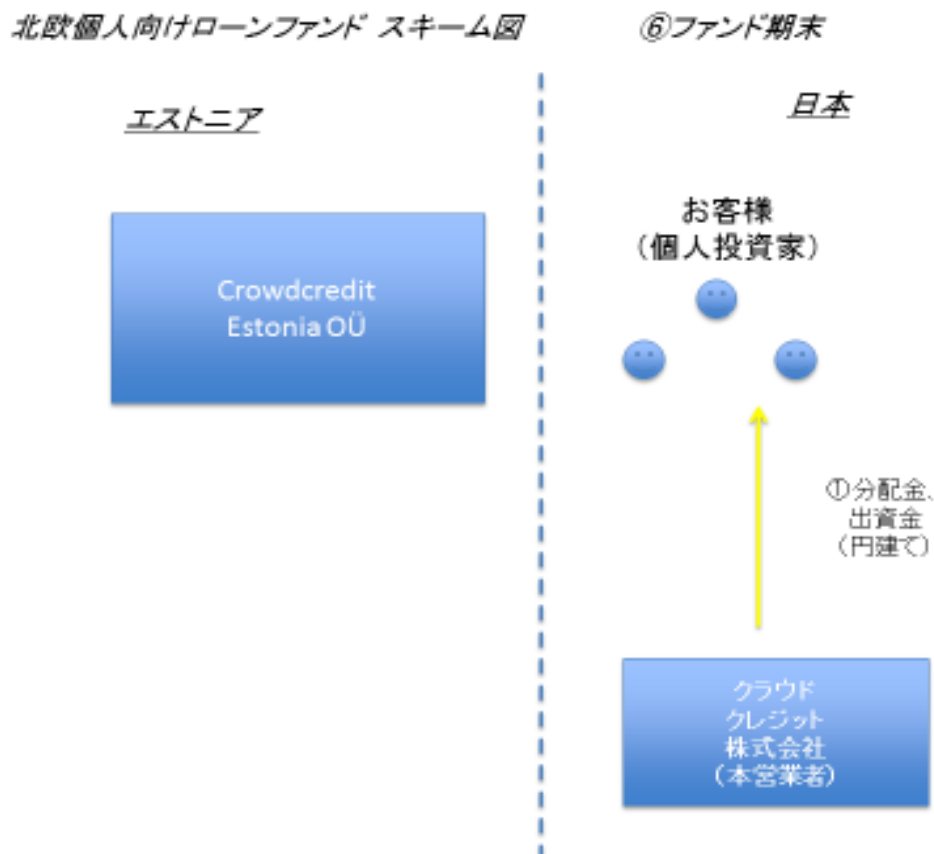 北欧個人向けローンファンド スキーム図
⑥ファンド期末
エストニア
日本
Crowdcredit
Estonia OÜ
お客様
（個人投資家）
①分配金、
出資金
（円建て）
クラウド
クレジット
株式会社
（本営業者）